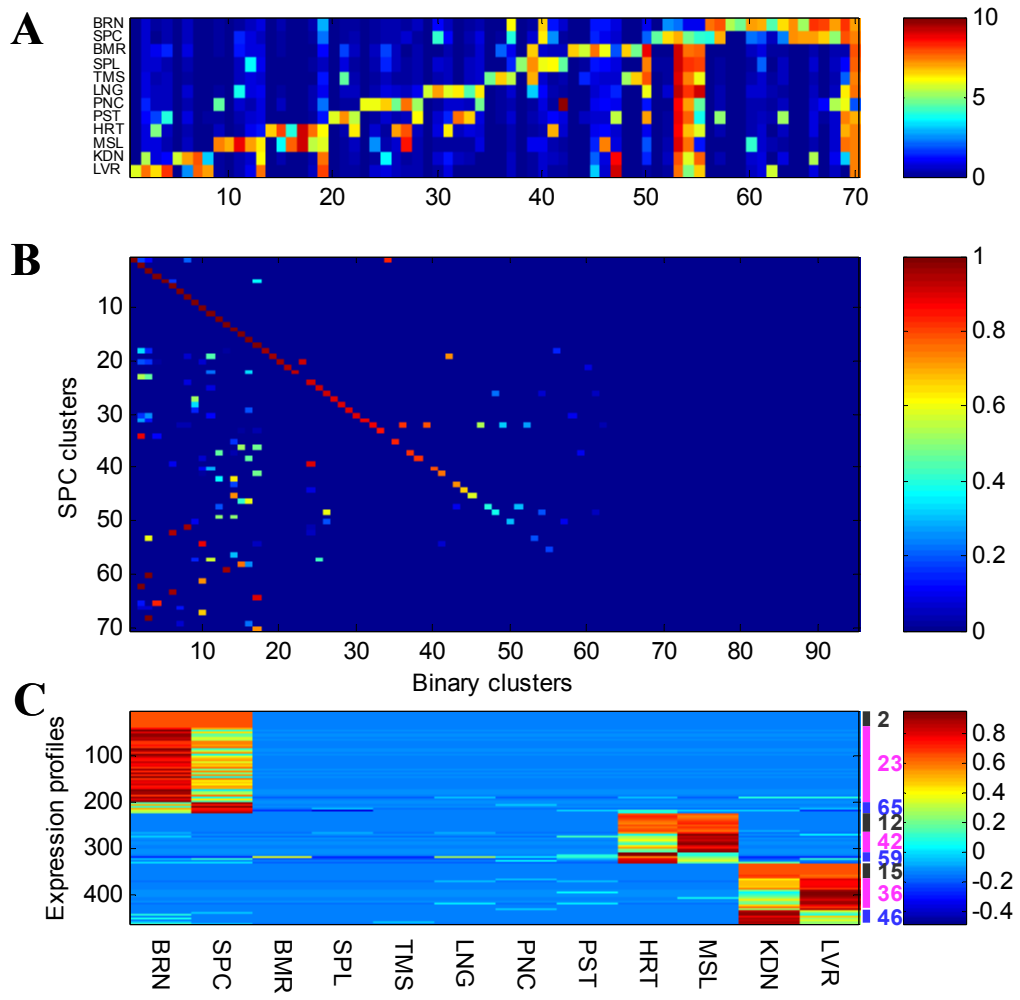 A
BRN
SPC
BMR
SPL
TMS
LNG
PNC
PST
HRT
MSL
KDN
LVR
10 20 30 40 50 60 70
10
5
0
B
SPC clusters
10
20
30
40
50
60
70
10 20 30 40 50 60 70 80 90
Binary clusters
1
0.8
0.6
0.4
0.2
0
C
Expression profiles
100
200
300
400
2
23
65
12
42
59
15
36
46
0.8
0.6
0.4
0.2
0
-0.2
-0.4
BRN SPC BMR SPL TMS LNG PNC PST HRT MSL KDN LVR